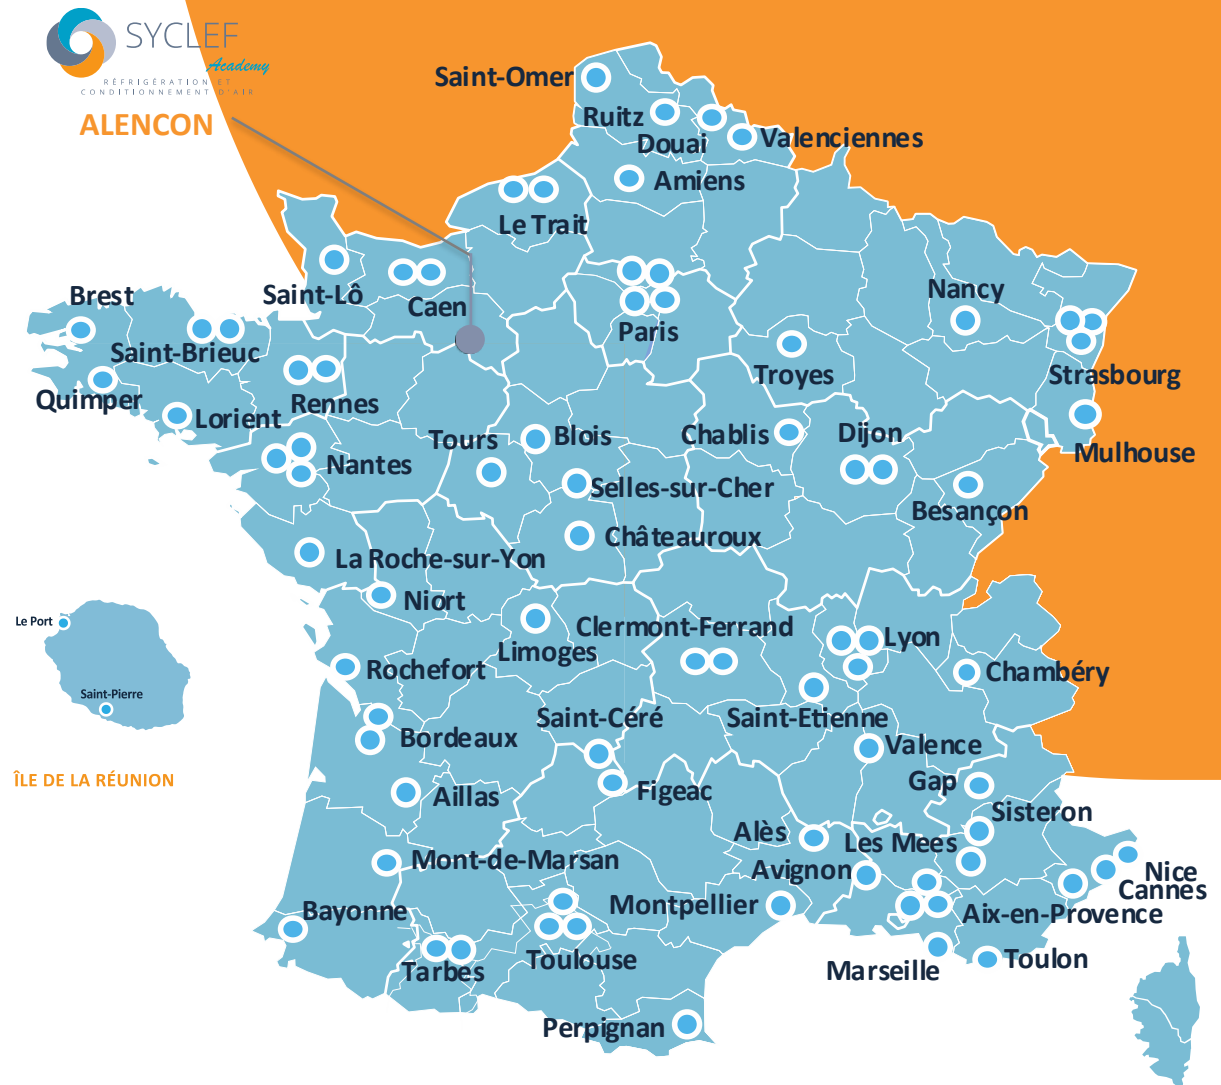 SYCLEF
Academy
RÉFRIGÉRATION ET
CONDITIONNEMENT D'AIR
ALENCON
Saint-Omer
Ruitz
Douai
Valenciennes
Amiens
Le Trait
Saint-Lô
Caen
Brest
Saint-Brieuc
Quimper
Lorient
Rennes
Paris
Nancy
Troyes
Strasbourg
Mulhouse
Nantes
Tours
Blois
Chablis
Dijon
Selles-sur-Cher
Besançon
Châteauroux
La Roche-sur-Yon
Niort
Limoges
Clermont-Ferrand
Lyon
Le Port
Saint-Pierre
ÎLE DE LA RÉUNION
Rochefort
Chambéry
Saint-Céré
Saint-Etienne
Bordeaux
Valence
Aillas
Figeac
Gap
Sisteron
Alès
Les Mees
Mont-de-Marsan
Avignon
Nice
Cannes
Bayonne
Montpellier
Aix-en-Provence
Tarbes
Toulouse
Marseille
Toulon
Perpignan